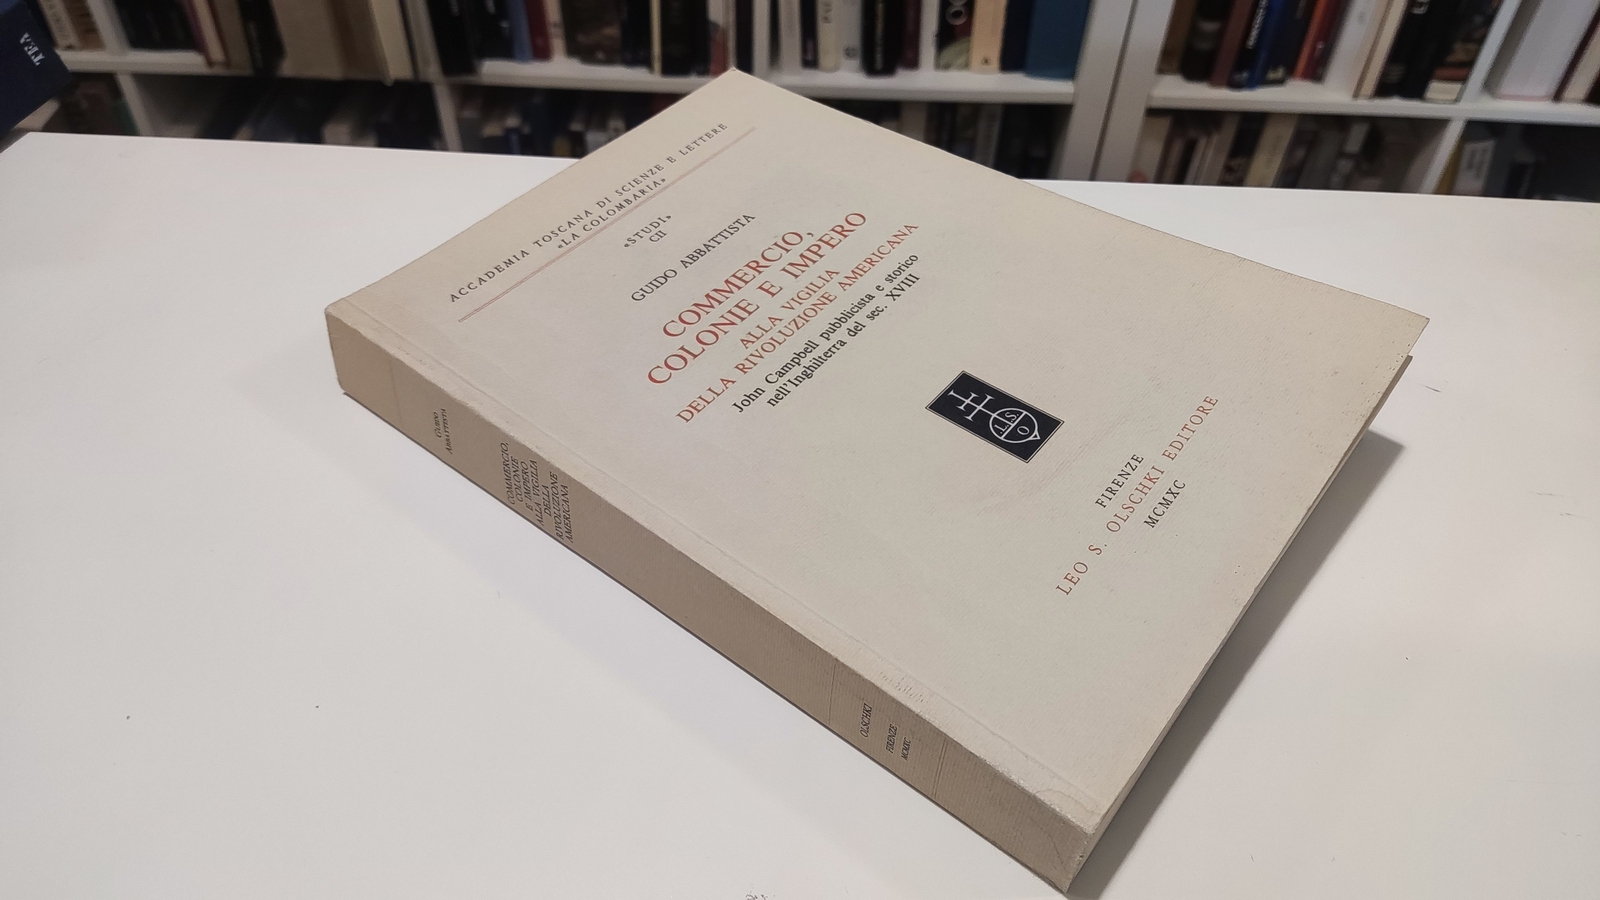 ACCADEMIA TOSCANA DI SCIENZE E LETTERE
«LA COLOMBARIA»
«STUDI»
CII
GUIDO ABBATTISTA
COMMERCIO,
COLONIE E IMPERO
ALLA VIGILIA
DELLA RIVOLUZIONE AMERICANA
John Campbell pubblicista e storico
nell'Inghilterra del sec. XVIII
L S
O
FIRENZE
LEO S. OLSCHKI EDITORE
MCMXC
GUIDO
ABBATTISTA
COMMERCIO,
COLONIE
E IMPERO
ALLA VIGILIA
DELLA
RIVOLUZIONE
AMERICANA
OLSCHKI
FIRENZE
MCMXC
TEA